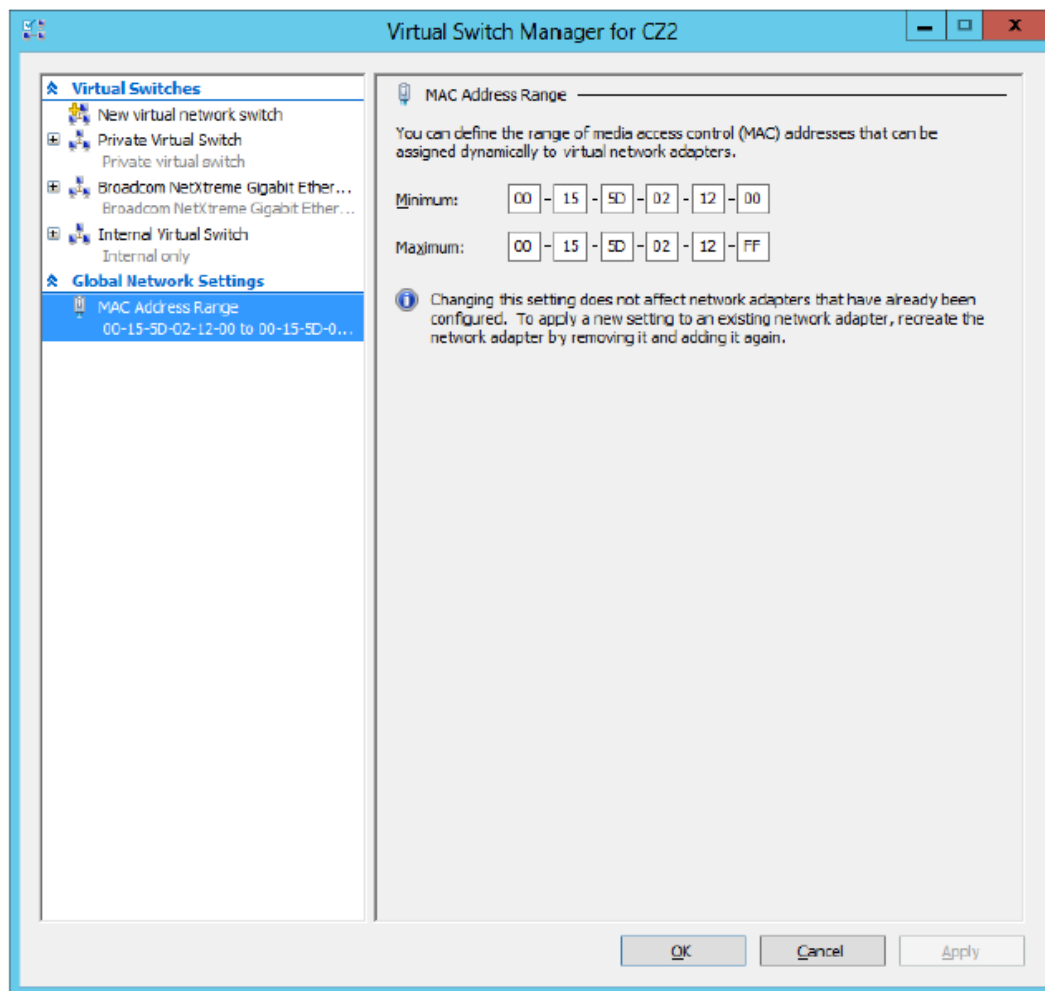 Virtual Switch Manager for CZ2
Virtual Switches
New virtual network switch
Private Virtual Switch
Private virtual switch
Broadcom NetXtreme Gigabit Ether...
Broadcom NetXtreme Gigabit Ether...
Internal Virtual Switch
Internal only
Global Network Settings
MAC Address Range
00-15-5D-02-12-00 to 00-15-5D-0...
MAC Address Range
You can define the range of media access control (MAC) addresses that can be
assigned dynamically to virtual network adapters.
Minimum: 00 - 15 - 5D - 02 - 12 - 00
Maximum: 00 - 15 - 5D - 02 - 12 - FF
Changing this setting does not affect network adapters that have already been
configured. To apply a new setting to an existing network adapter, recreate the
network adapter by removing it and adding it again.
OK Cancel Apply